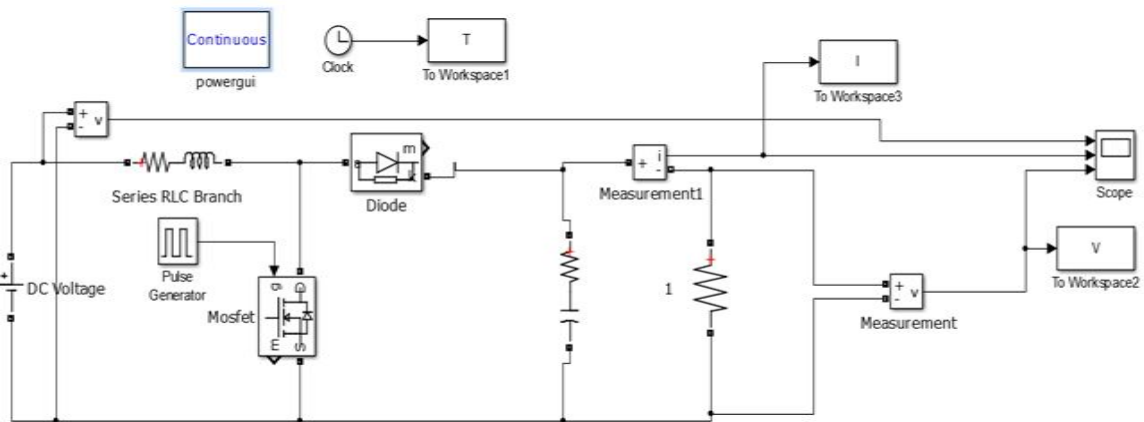 Continuous
powergui
Clock
T
To Workspace1
I
To Workspace3
+
-
v
Series RLC Branch
m
a
k
Diode
+
i
-
Measurement1
Scope
Pulse
Generator
+
DC Voltage
g
D
Mosfet
m
S
1
+
-
v
Measurement
V
To Workspace2